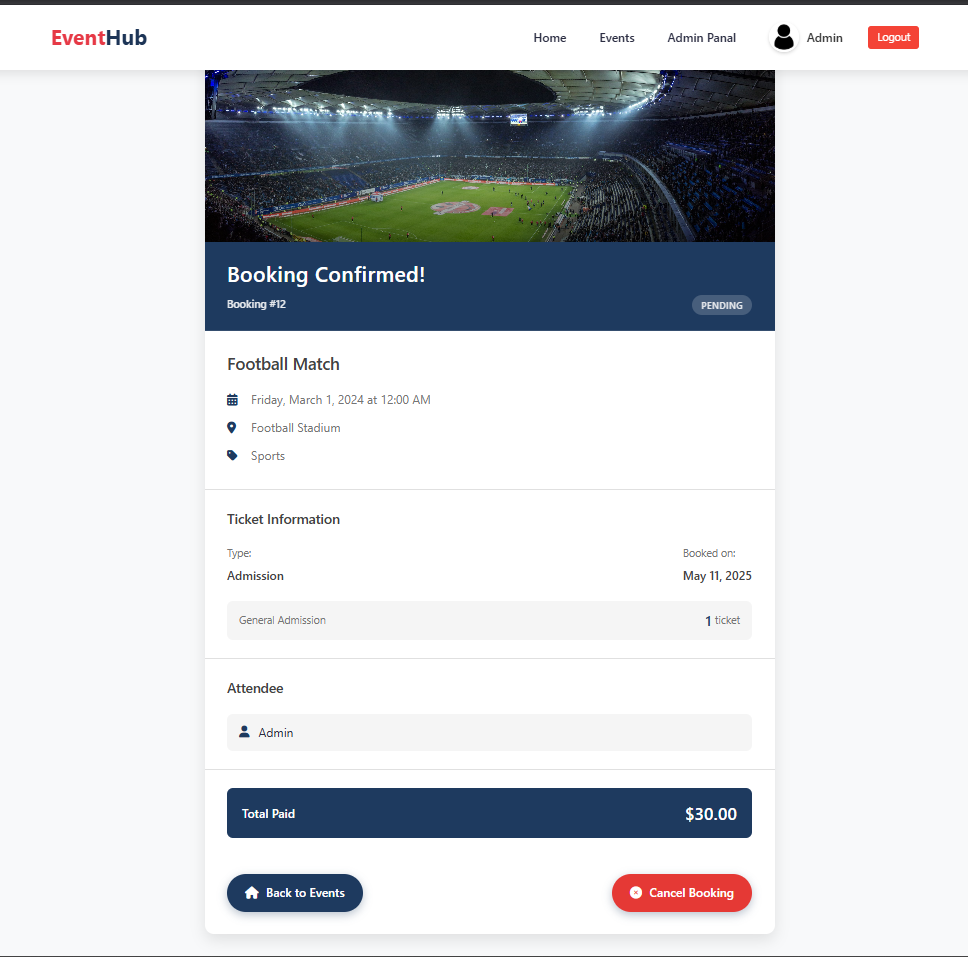 EventHub
Home Events Admin Panal Admin Logout
Booking Confirmed!
Booking #12
PENDING
Football Match
Friday, March 1, 2024 at 12:00 AM
Football Stadium
Sports
Ticket Information
Type: Booked on:
Admission May 11, 2025
General Admission 1 ticket
Attendee
Admin
Total Paid $30.00
Back to Events Cancel Booking